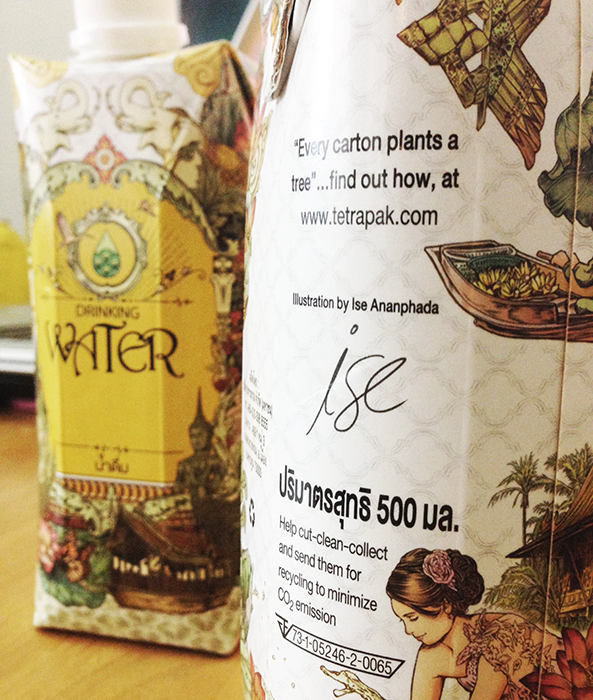 DRINKING
WATER
น้ำดื่ม
"Every carton plants a
tree"...find out how, at
www.tetrapak.com
Illustration by Ise Ananphada
ise
ปริมาตรสุทธิ 500 มล.
Help cut-clean-collect
and send them for
recycling to minimize
CO2 emission
73-1-05246-2-0065